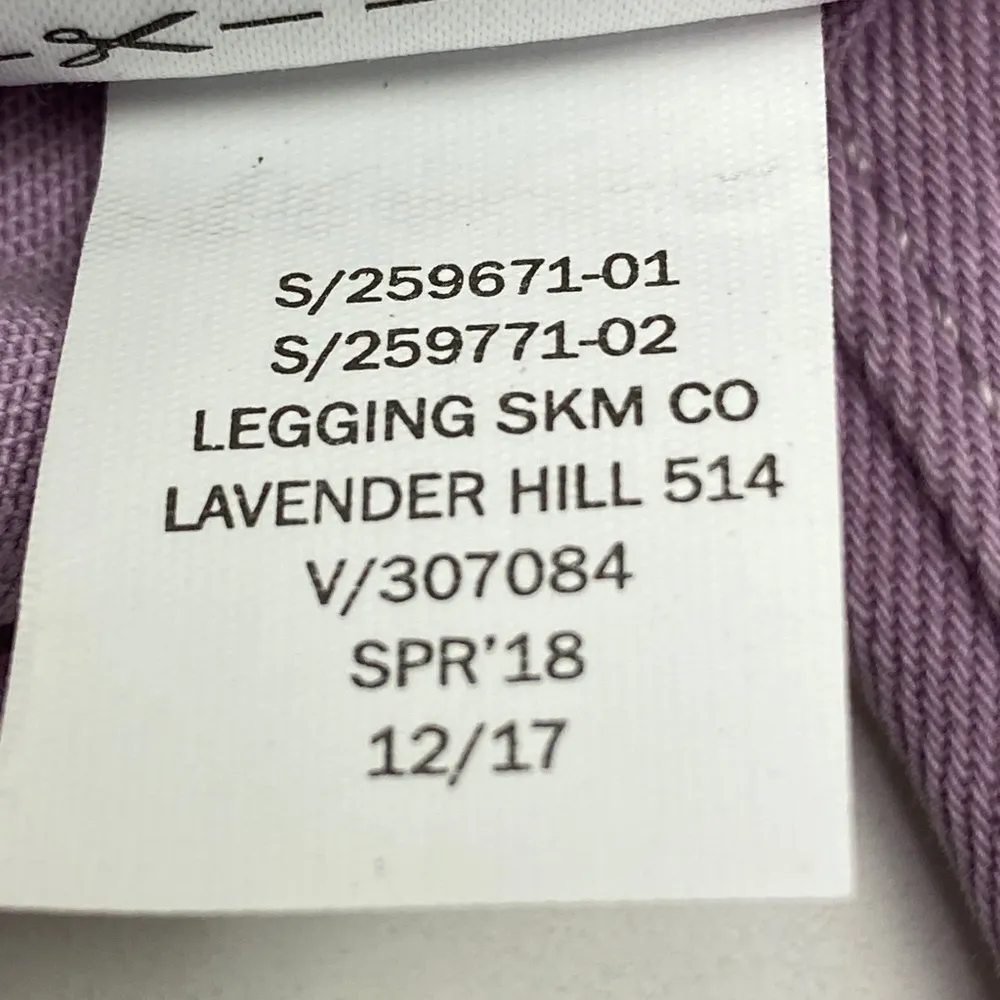 S/259671-01
S/259771-02
LEGGING SKM CO
LAVENDER HILL 514
V/307084
SPR'18
12/17